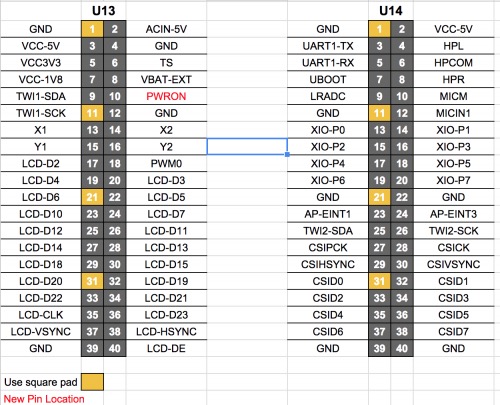 U13 U14
GND 1 2 ACIN-5V GND 1 2 VCC-5V
VCC-5V 3 4 GND UART1-TX 3 4 HPL
VCC3V3 5 6 TS UART1-RX 5 6 HPCOM
VCC-1V8 7 8 VBAT-EXT UBOOT 7 8 HPR
TWI1-SDA 9 10 PWRON LRADC 9 10 MICM
TWI1-SCK 11 12 GND GND 11 12 MICIN1
X1 13 14 X2 XIO-P0 13 14 XIO-P1
Y1 15 16 Y2 XIO-P2 15 16 XIO-P3
LCD-D2 17 18 PWM0 XIO-P4 17 18 XIO-P5
LCD-D4 19 20 LCD-D3 XIO-P6 19 20 XIO-P7
LCD-D6 21 22 LCD-D5 GND 21 22 GND
LCD-D10 23 24 LCD-D7 AP-EINT1 23 24 AP-EINT3
LCD-D12 25 26 LCD-D11 TWI2-SDA 25 26 TWI2-SCK
LCD-D14 27 28 LCD-D13 CSIPCK 27 28 CSICK
LCD-D18 29 30 LCD-D15 CSIHSYNC 29 30 CSIVSYNC
LCD-D20 31 32 LCD-D19 CSID0 31 32 CSID1
LCD-D22 33 34 LCD-D21 CSID2 33 34 CSID3
LCD-CLK 35 36 LCD-D23 CSID4 35 36 CSID5
LCD-VSYNC 37 38 LCD-HSYNC CSID6 37 38 CSID7
GND 39 40 LCD-DE GND 39 40 GND
Use square pad
New Pin Location